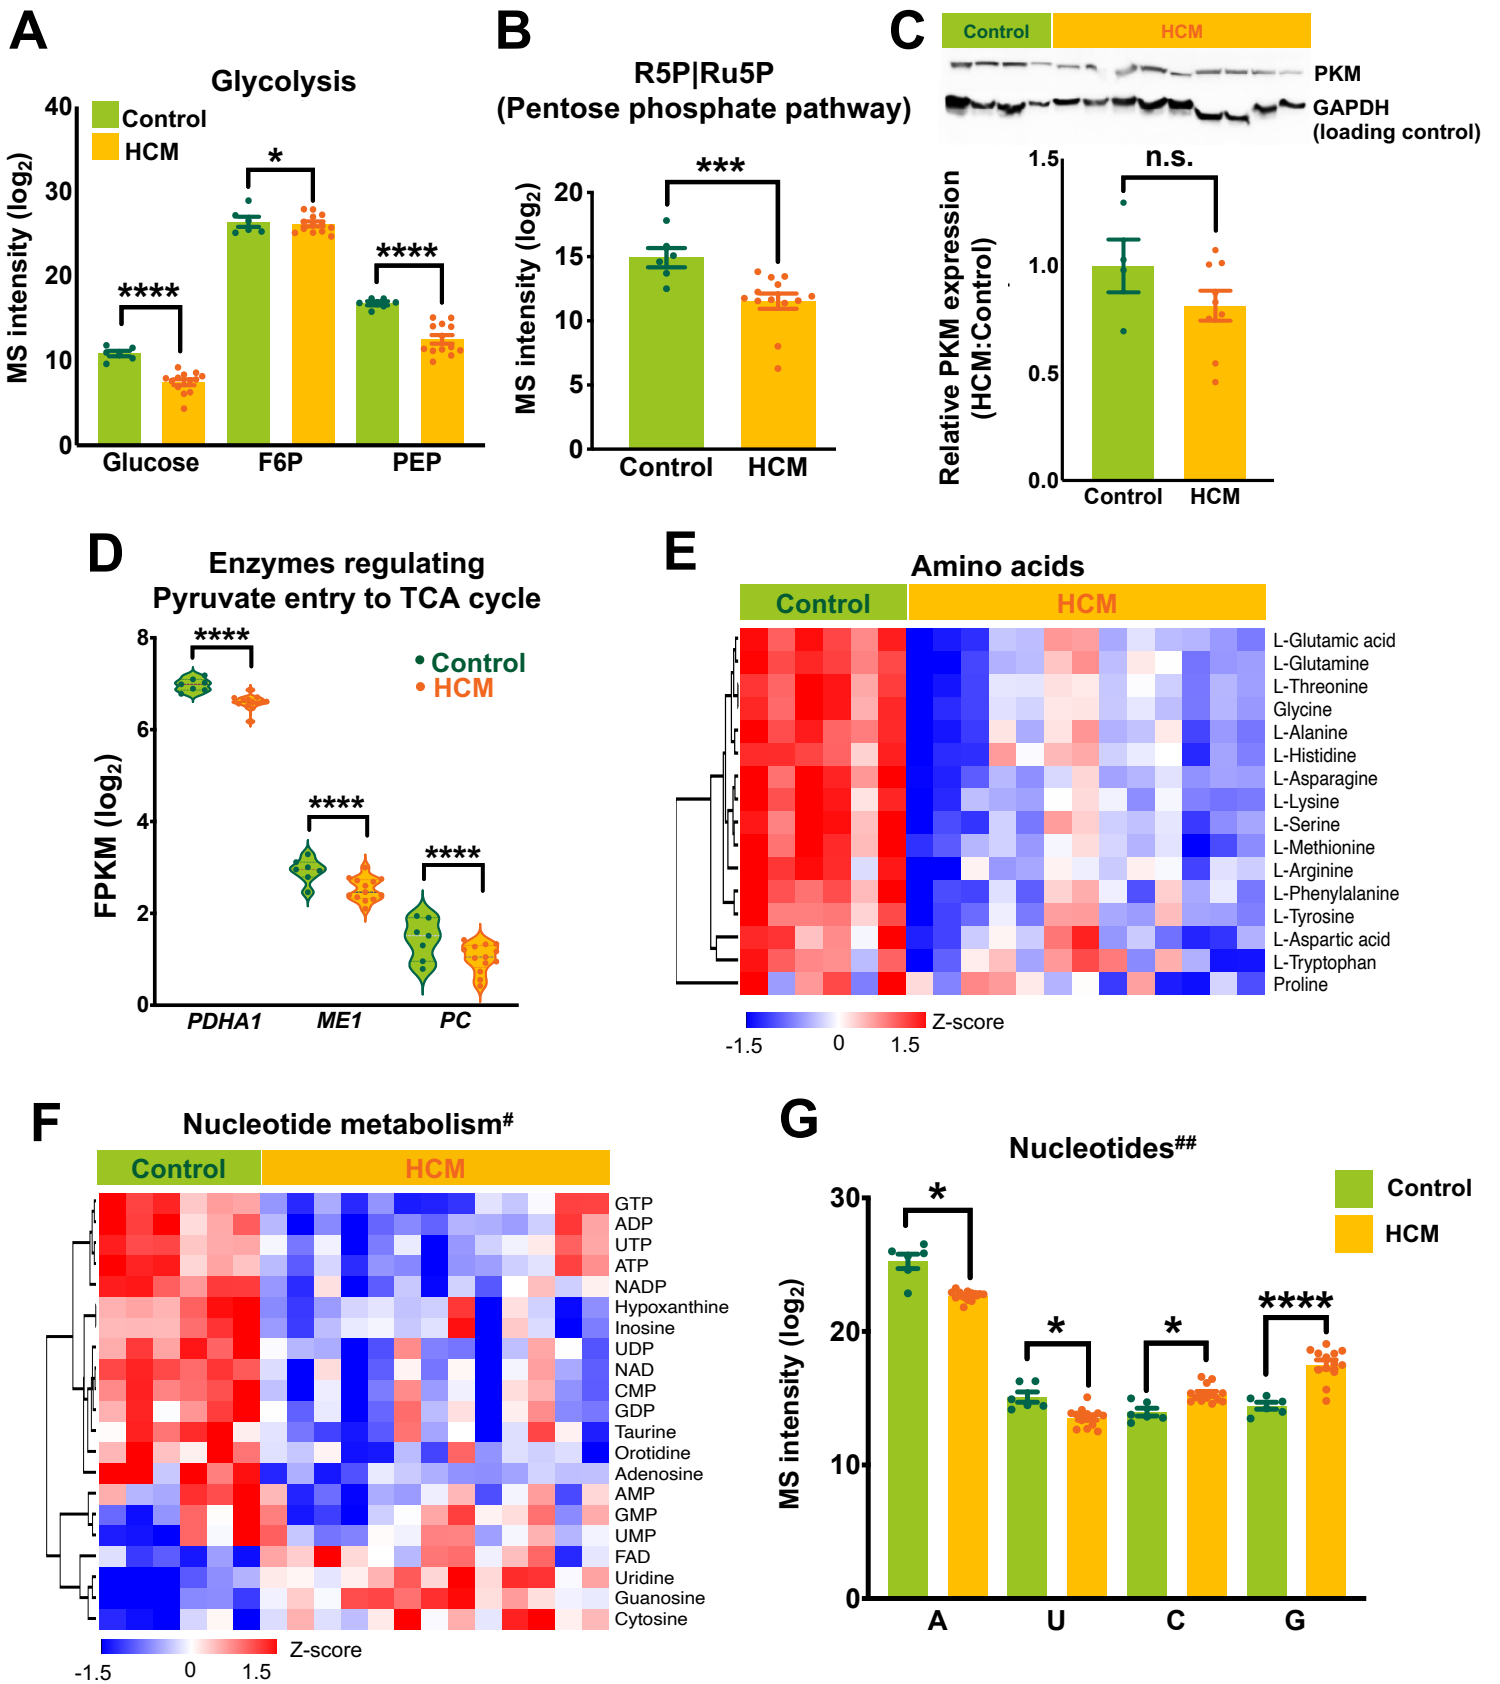 A
Glycolysis
Control
HCM
MS intensity (log2)
40
30
20
10
0
****
*
****
Glucose
F6P
PEP
B
R5P|Ru5P
(Pentose phosphate pathway)
MS intensity (log2)
20
15
10
5
0
***
Control
HCM
C
Control
HCM
PKM
GAPDH
(loading control)
Relative PKM expression
(HCM:Control)
1.5
1.0
0.5
0.0
n.s.
Control
HCM
D
Enzymes regulating
Pyruvate entry to TCA cycle
Control
HCM
FPKM (log2)
8
6
4
2
0
****
****
****
PDHA1
ME1
PC
E
Amino acids
Control
HCM
L-Glutamic acid
L-Glutamine
L-Threonine
Glycine
L-Alanine
L-Histidine
L-Asparagine
L-Lysine
L-Serine
L-Methionine
L-Arginine
L-Phenylalanine
L-Tyrosine
L-Aspartic acid
L-Tryptophan
Proline
Z-score
-1.5
0
1.5
F
Nucleotide metabolism#
Control
HCM
GTP
ADP
UTP
ATP
NADP
Hypoxanthine
Inosine
UDP
NAD
CMP
GDP
Taurine
Orotidine
Adenosine
AMP
GMP
UMP
FAD
Uridine
Guanosine
Cytosine
Z-score
-1.5
0
1.5
G
Nucleotides##
Control
HCM
MS intensity (log2)
30
20
10
0
*
*
*
****
A
U
C
G